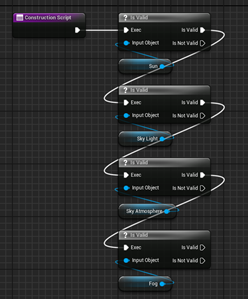 Construction Script
Is Valid
Exec
Is Valid
Input Object
Is Not Valid
Sun
Is Valid
Exec
Is Valid
Input Object
Is Not Valid
Sky Light
Is Valid
Exec
Is Valid
Input Object
Is Not Valid
Sky Atmosphere
Is Valid
Exec
Is Valid
Input Object
Is Not Valid
Fog